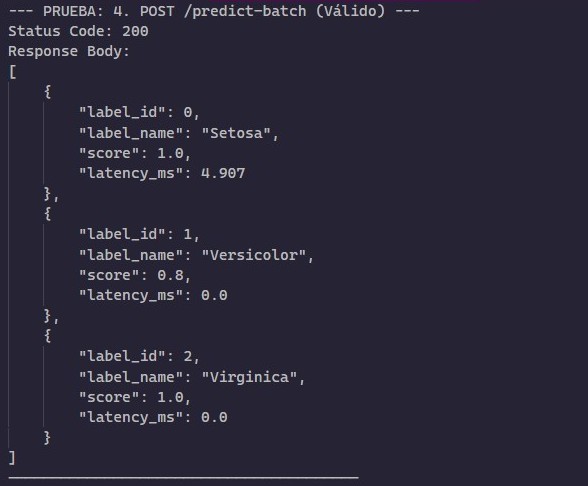 --- PRUEBA: 4. POST /predict-batch (Válido) ---
Status Code: 200
Response Body:
[
    {
        "label_id": 0,
        "label_name": "Setosa",
        "score": 1.0,
        "latency_ms": 4.907
    },
    {
        "label_id": 1,
        "label_name": "Versicolor",
        "score": 0.8,
        "latency_ms": 0.0
    },
    {
        "label_id": 2,
        "label_name": "Virginica",
        "score": 1.0,
        "latency_ms": 0.0
    }
]